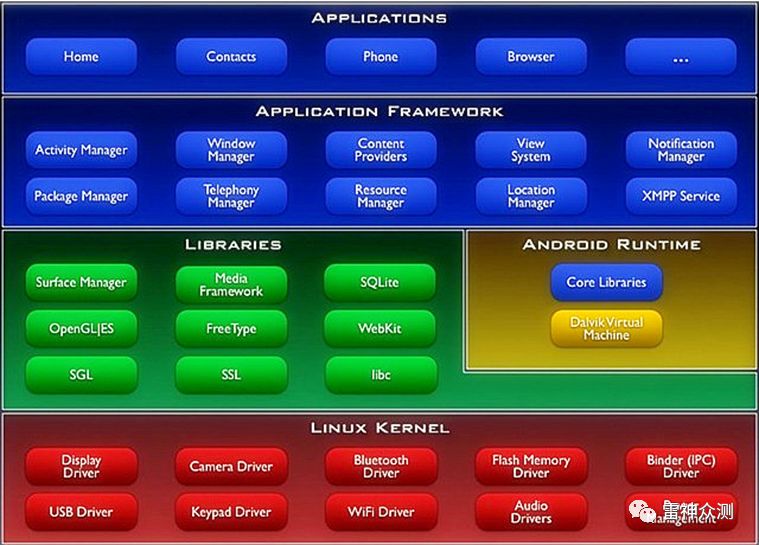 APPLICATIONS
Home
Contacts
Phone
Browser
...
APPLICATION FRAMEWORK
Activity Manager
Window
Manager
Content
Providers
View
System
Notification
Manager
Package Manager
Telephony
Manager
Resource
Manager
Location
Manager
XMPP Service
LIBRARIES
Surface Manager
Media
Framework
SQLite
OpenGL|ES
FreeType
WebKit
SGL
SSL
libc
ANDROID RUNTIME
Core Libraries
Dalvik Virtual
Machine
LINUX KERNEL
Display
Driver
Camera Driver
Bluetooth
Driver
Flash Memory
Driver
Binder (IPC)
Driver
USB Driver
Keypad Driver
WiFi Driver
Audio
Drivers
Management
雷神众测